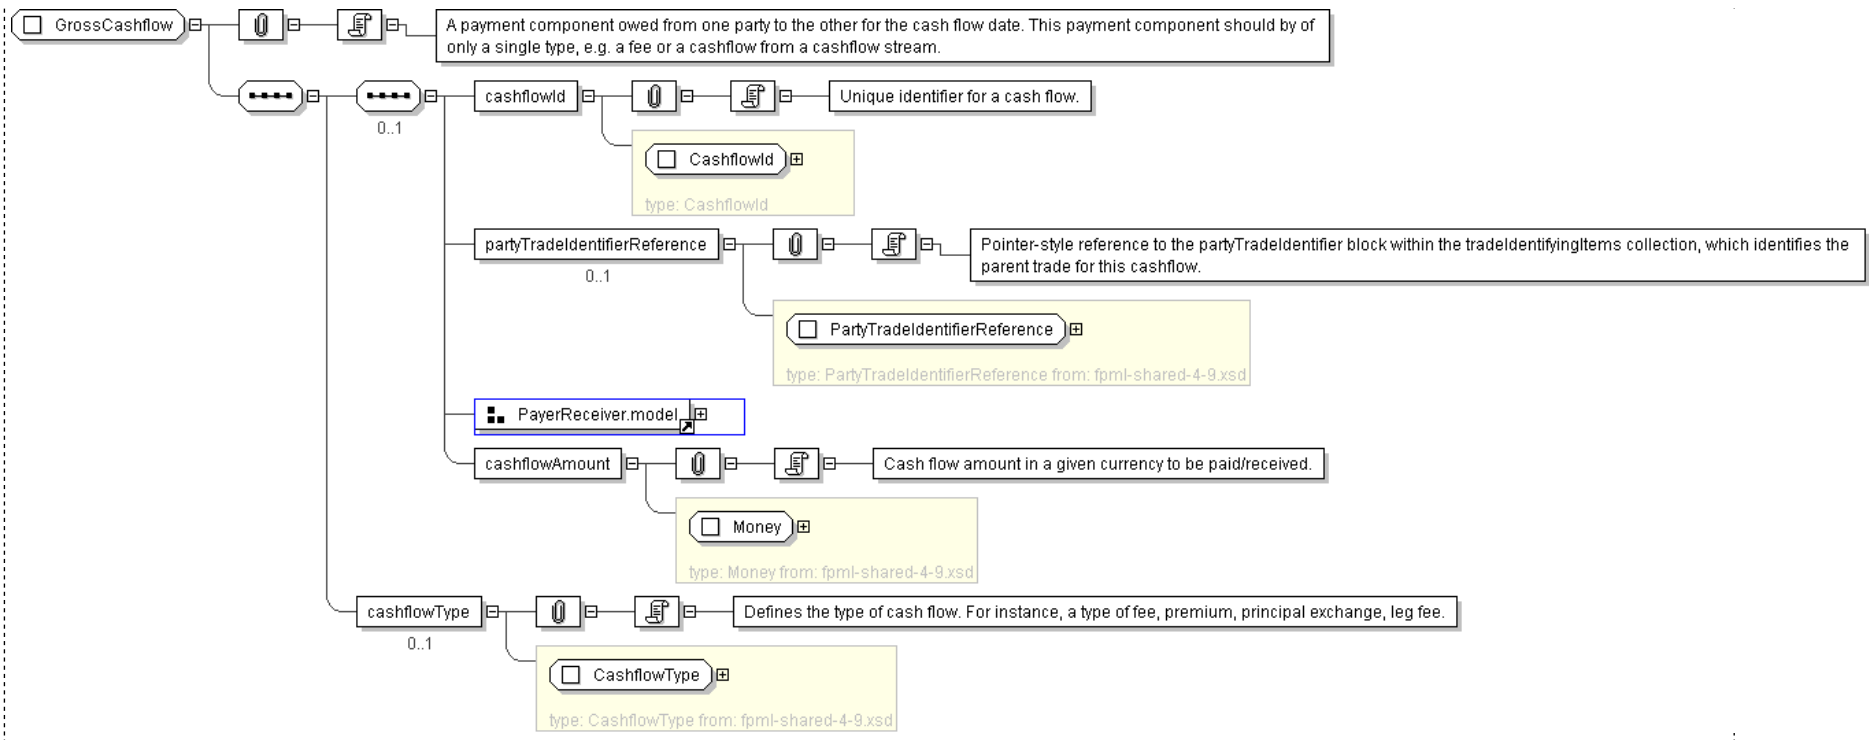 GrossCashflow
A payment component owed from one party to the other for the cash flow date. This payment component should by of
only a single type, e.g. a fee or a cashflow from a cashflow stream.
0..1
cashflowId
Unique identifier for a cash flow.
CashflowId
type: CashflowId
partyTradeIdentifierReference
0..1
Pointer-style reference to the partyTradeIdentifier block within the tradeIdentifyingItems collection, which identifies the
parent trade for this cashflow.
PartyTradeIdentifierReference
type: PartyTradeIdentifierReference from: fpml-shared-4-9.xsd
PayerReceiver.model
cashflowAmount
Cash flow amount in a given currency to be paid/received.
Money
type: Money from: fpml-shared-4-9.xsd
cashflowType
0..1
Defines the type of cash flow. For instance, a type of fee, premium, principal exchange, leg fee.
CashflowType
type: CashflowType from: fpml-shared-4-9.xsd